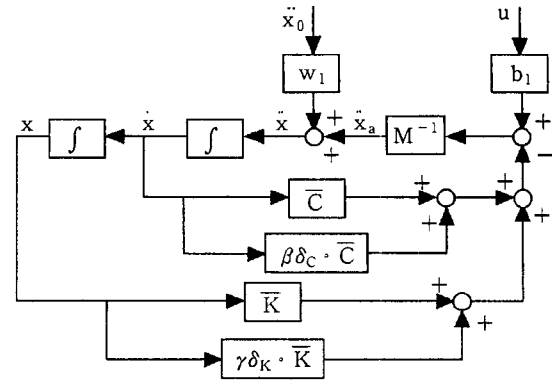 ẍ₀ u
w₁ b₁
+ +
x ∫ ẋ ∫ ẍ + ẍₐ M⁻¹ −
C̅ + + +
βδ_C · C̅ +
K̅ + +
γδ_K · K̅